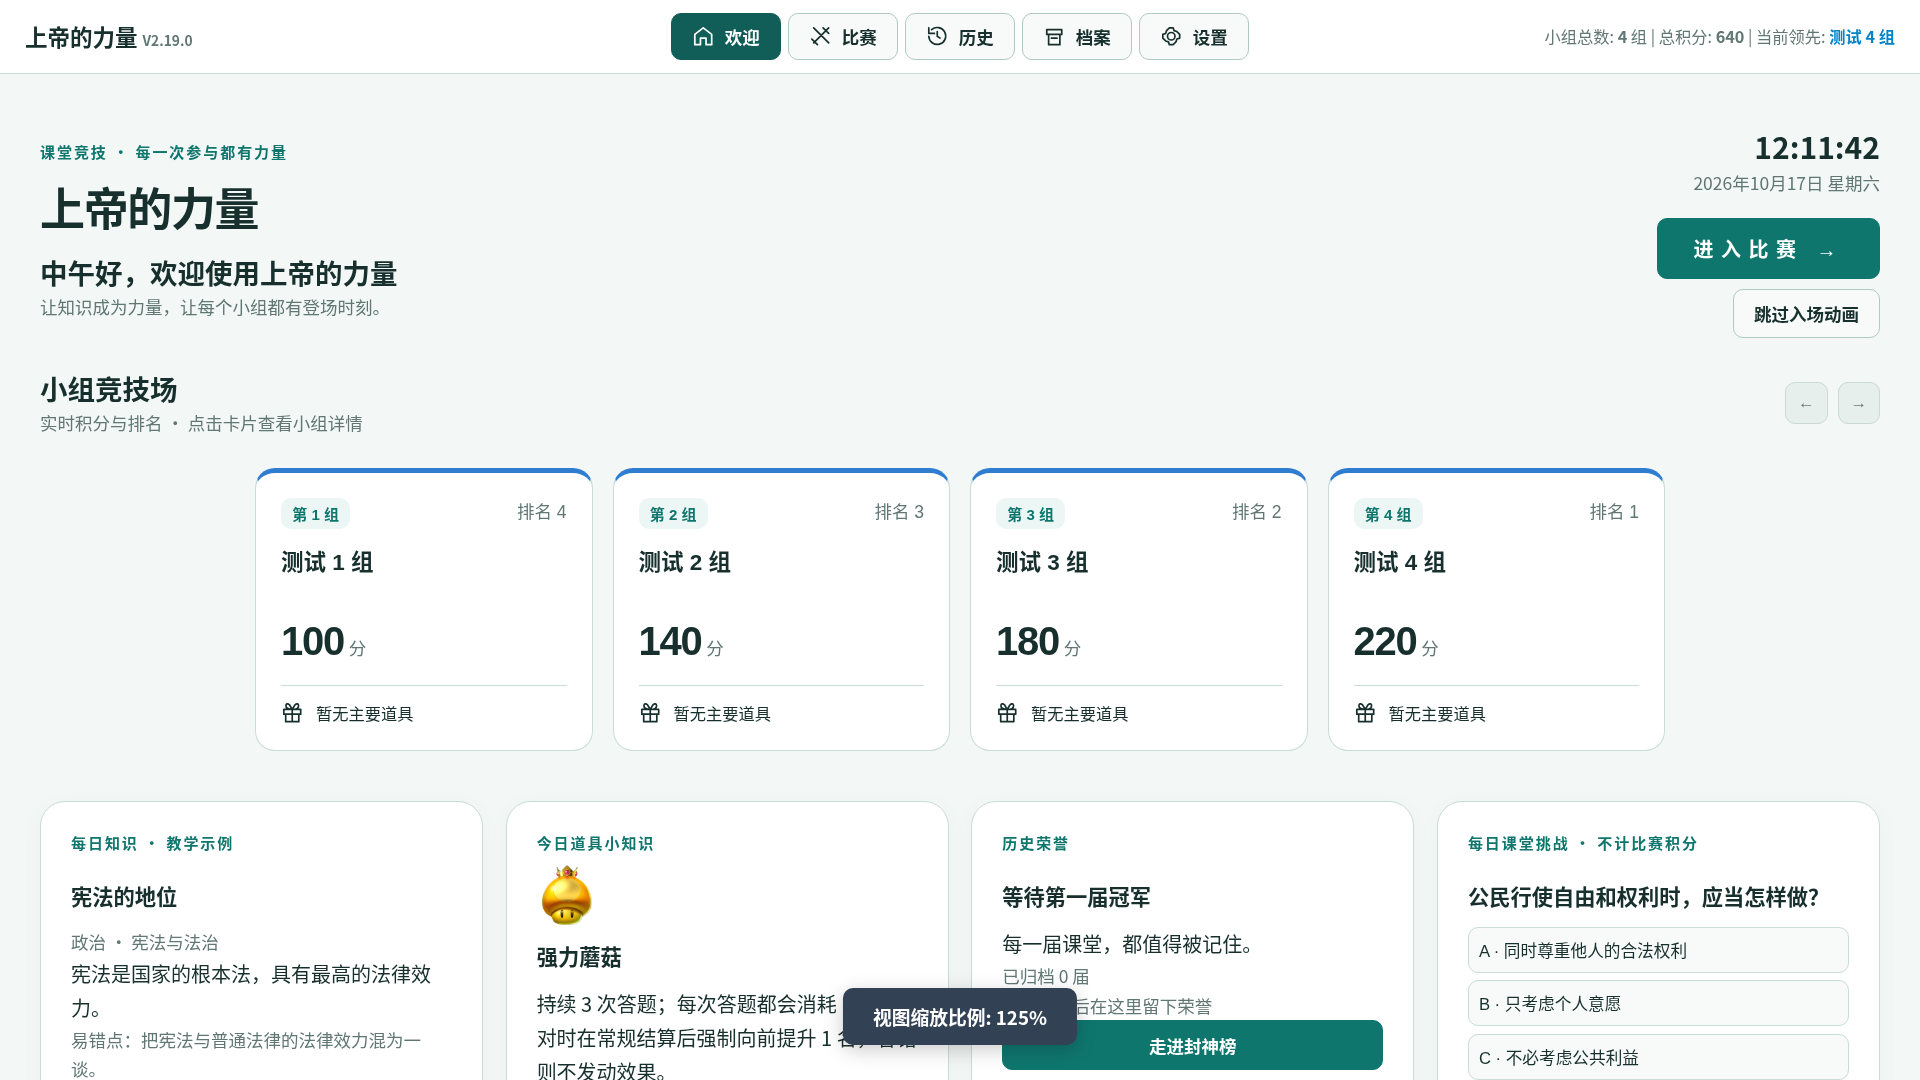 上帝的力量 V2.19.0
欢迎
比赛
历史
档案
设置
小组总数: 4 组 | 总积分: 640 | 当前领先: 测试 4 组
课堂竞技 • 每一次参与都有力量
上帝的力量
中午好，欢迎使用上帝的力量
让知识成为力量，让每个小组都有登场时刻。
12:11:42
2026年10月17日 星期六
进入比赛 →
跳过入场动画
小组竞技场
实时积分与排名 • 点击卡片查看小组详情
← →
第 1 组 排名 4
测试 1 组
100 分
暂无主要道具
第 2 组 排名 3
测试 2 组
140 分
暂无主要道具
第 3 组 排名 2
测试 3 组
180 分
暂无主要道具
第 4 组 排名 1
测试 4 组
220 分
暂无主要道具
每日知识 • 教学示例
宪法的地位
政治 • 宪法与法治
宪法是国家的根本法，具有最高的法律效
力。
易错点：把宪法与普通法律的法律效力混为一
谈。
今日道具小知识
强力蘑菇
持续 3 次答题；每次答题都会消耗
对时在常规结算后强制向前提升 1
则不发动效果。
历史荣誉
等待第一届冠军
每一届课堂，都值得被记住。
已归档 0 届
后在这里留下荣誉
走进封神榜
每日课堂挑战 • 不计比赛积分
公民行使自由和权利时，应当怎样做？
A · 同时尊重他人的合法权利
B · 只考虑个人意愿
C · 不必考虑公共利益
视图缩放比例: 125%